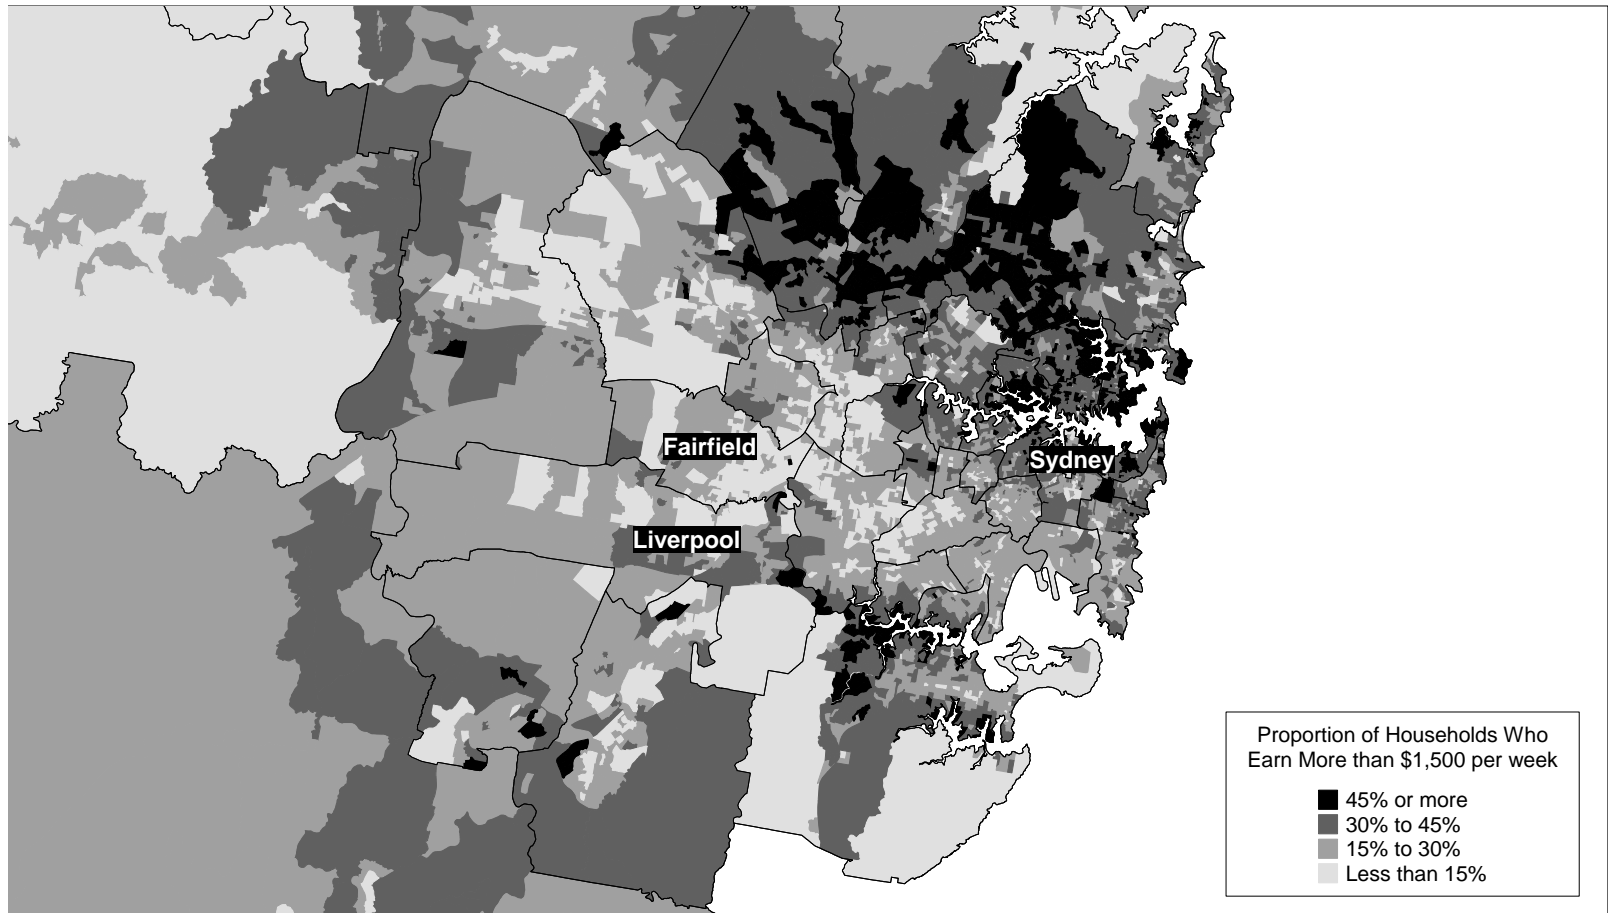 Fairfield
Sydney
Liverpool
Proportion of Households Who
Earn More than $1,500 per week
45% or more
30% to 45%
15% to 30%
Less than 15%